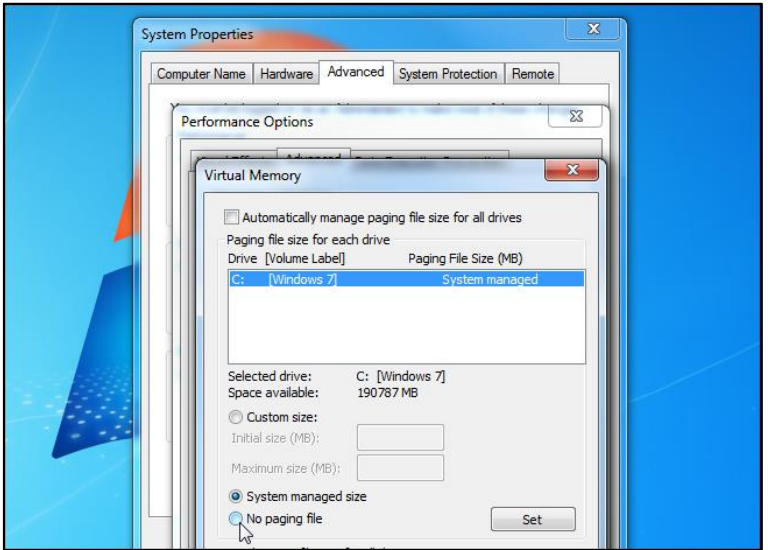 System Properties
Computer Name Hardware Advanced System Protection Remote
Performance Options
Advanced
Virtual Memory
Automatically manage paging file size for all drives
Paging file size for each drive
Drive [Volume Label] Paging File Size (MB)
C: [Windows 7] System managed
Selected drive: C: [Windows 7]
Space available: 190787 MB
Custom size:
Initial size (MB):
Maximum size (MB):
System managed size
No paging file Set